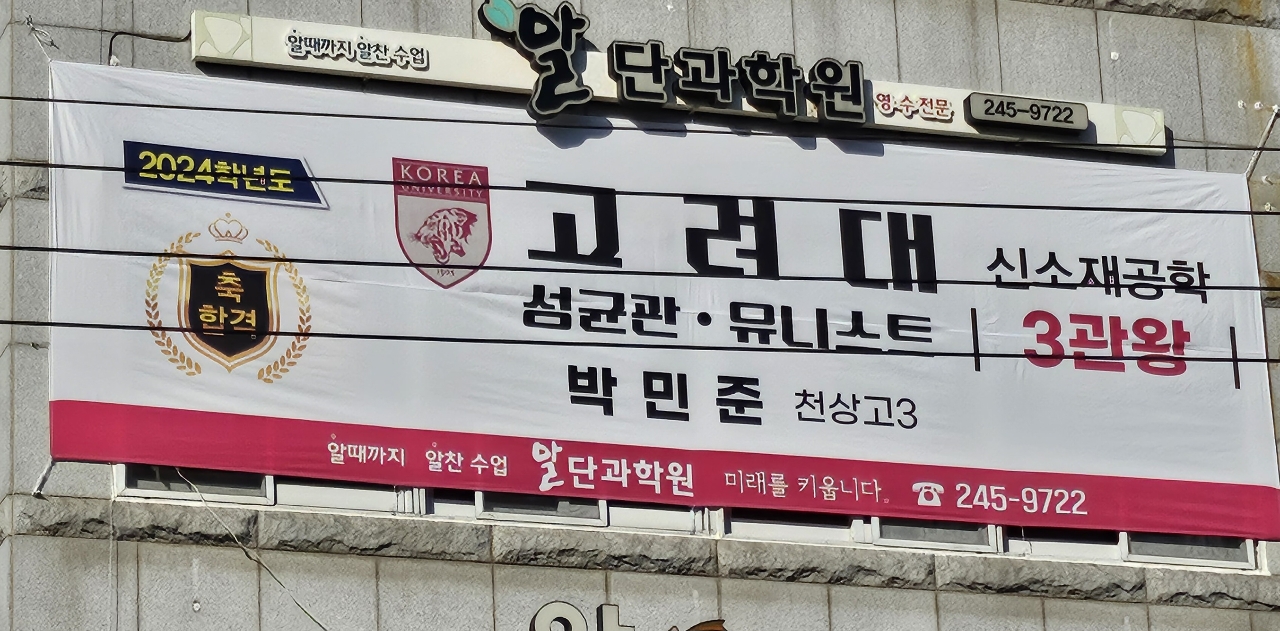 알때까지 알찬 수업
알 단과학원
영·수 전문
245-9722
2024학년도
축
합격
KOREA
UNIVERSITY
1905
고려대 신소재공학
성균관·뮤니스트 | 3관왕 |
박민준 천상고3
알때까지 알찬 수업 알단과학원 미래를 키웁니다. ☎ 245-9722